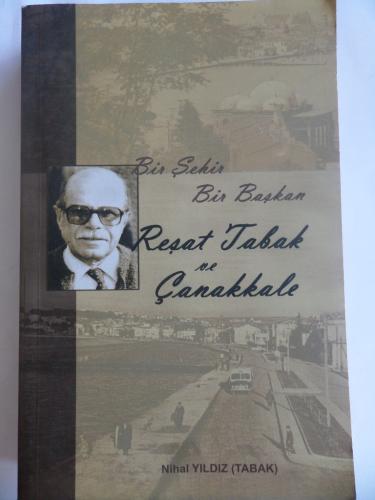 Bir Şehir
Bir Başkan
Reşat Tabak
ve
Çanakkale
Nihal YILDIZ (TABAK)